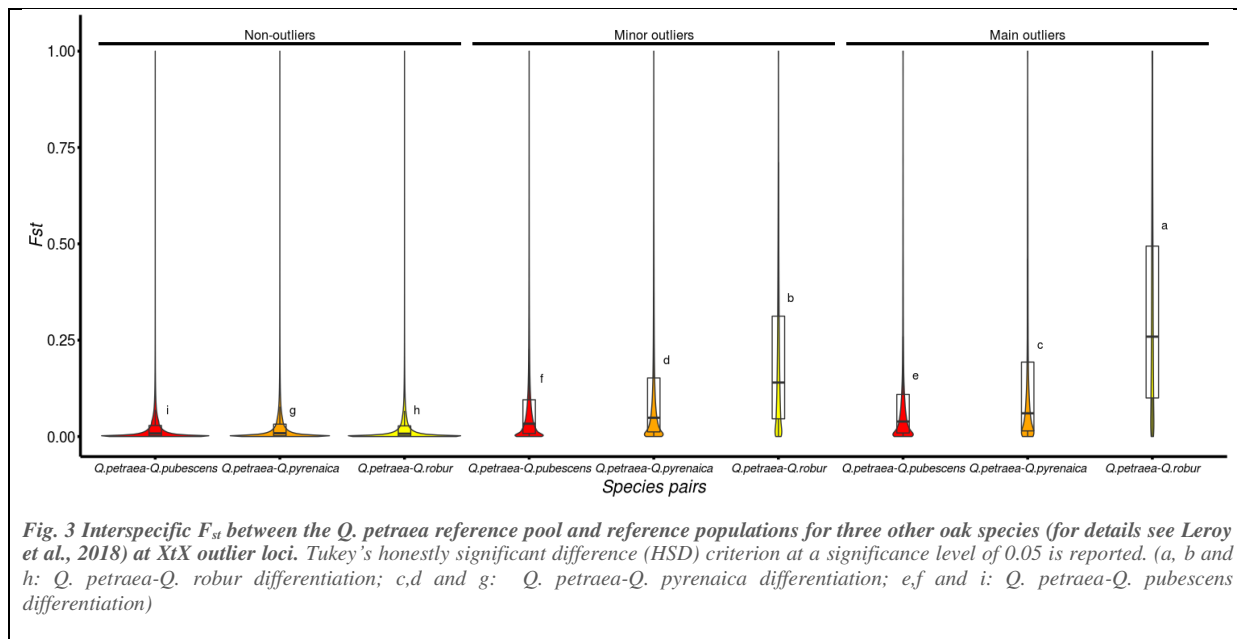 Non-outliers Minor outliers Main outliers
1.00
0.75
a
0.50
b
c
0.25
d
e
f
i g h
0.00
Q.petraea-Q.pubescens Q.petraea-Q.pyrenaica Q.petraea-Q.robur Q.petraea-Q.pubescens Q.petraea-Q.pyrenaica Q.petraea-Q.robur Q.petraea-Q.pubescens Q.petraea-Q.pyrenaica Q.petraea-Q.robur
Fst
Species pairs
Fig. 3 Interspecific Fst between the Q. petraea reference pool and reference populations for three other oak species (for details see Leroy
et al., 2018) at XtX outlier loci. Tukey's honestly significant difference (HSD) criterion at a significance level of 0.05 is reported. (a, b and
h: Q. petraea-Q. robur differentiation; c,d and g: Q. petraea-Q. pyrenaica differentiation; e,f and i: Q. petraea-Q. pubescens
differentiation)